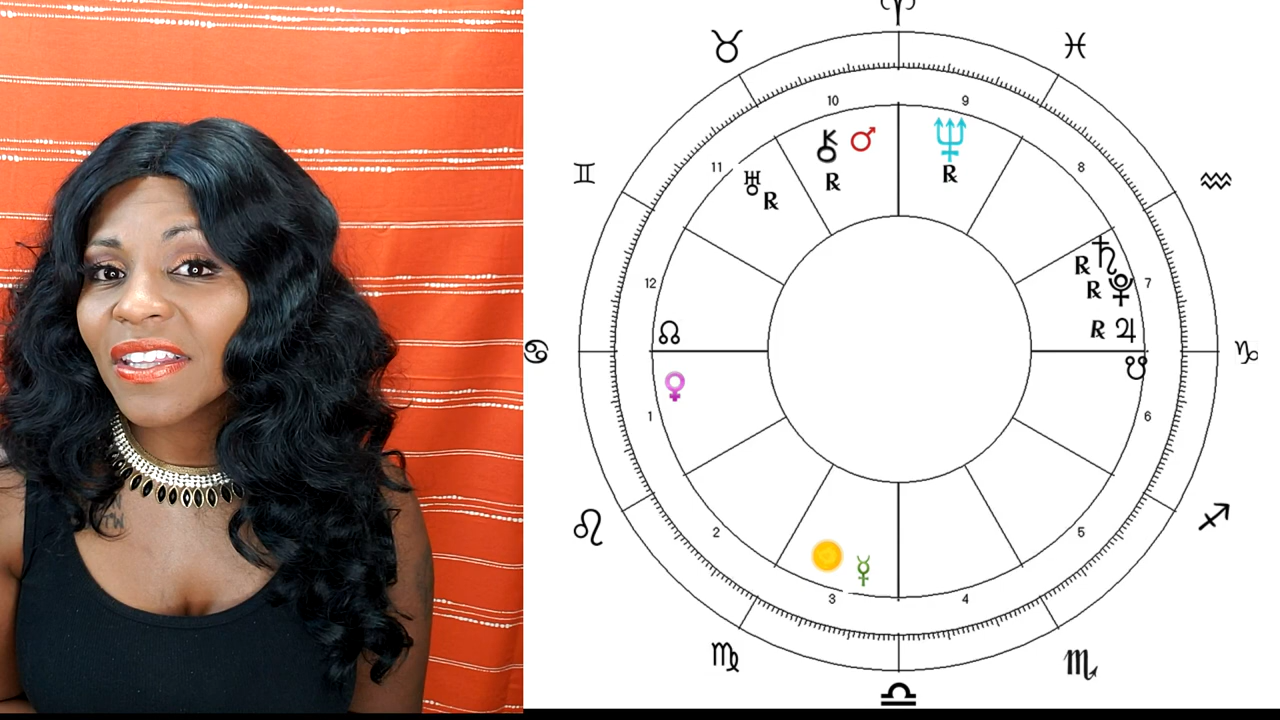 ♈
♉ ♓
10 9
⚷ ♂ ♆
♊ 11 ♅ ℞ ℞ ℞ 8 ♒
12 ♄ ℞ ♇ ℞ 7
☊ ℞ ♃
♋ ♑
♀ ☋
1 6
♌ 2 5 ♐
☿
3 4
♍ ♏
♎